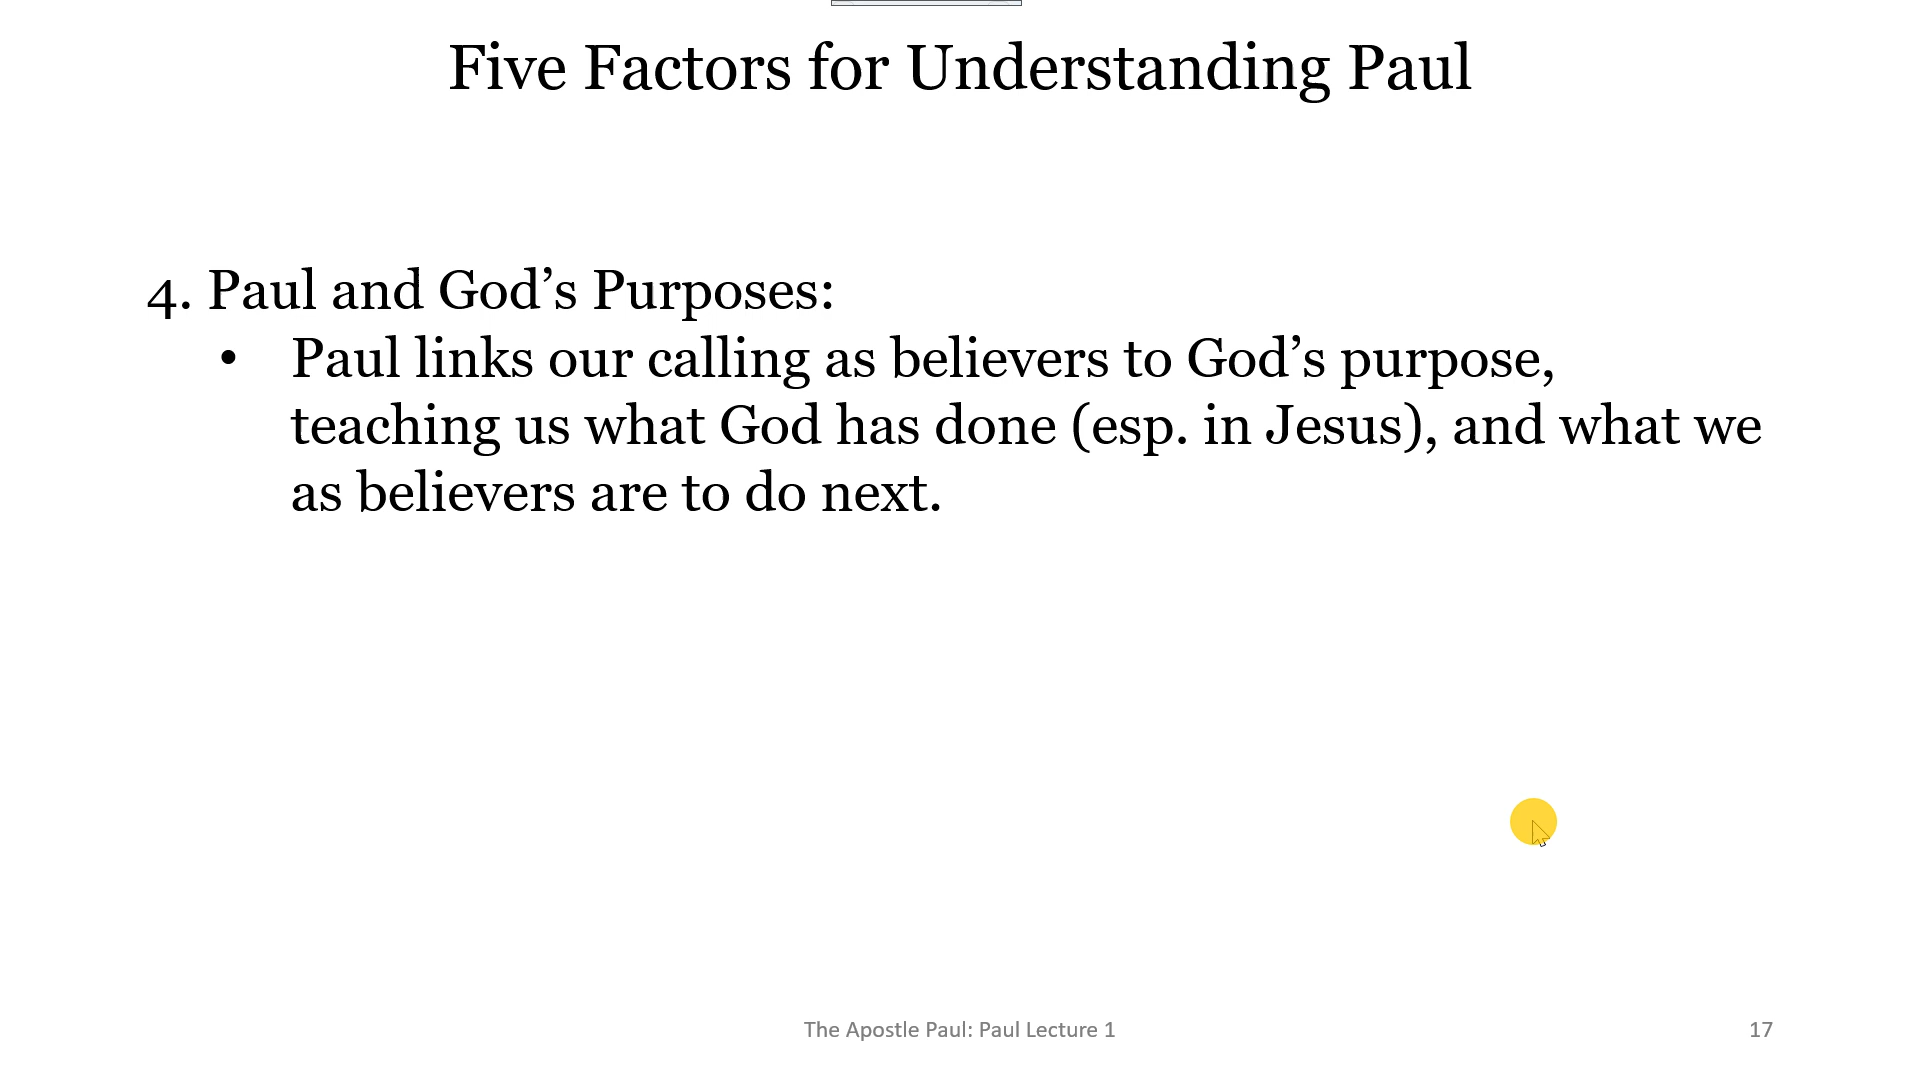 Five Factors for Understanding Paul
4. Paul and God’s Purposes:
• Paul links our calling as believers to God’s purpose,
teaching us what God has done (esp. in Jesus), and what we
as believers are to do next.
The Apostle Paul: Paul Lecture 1
17